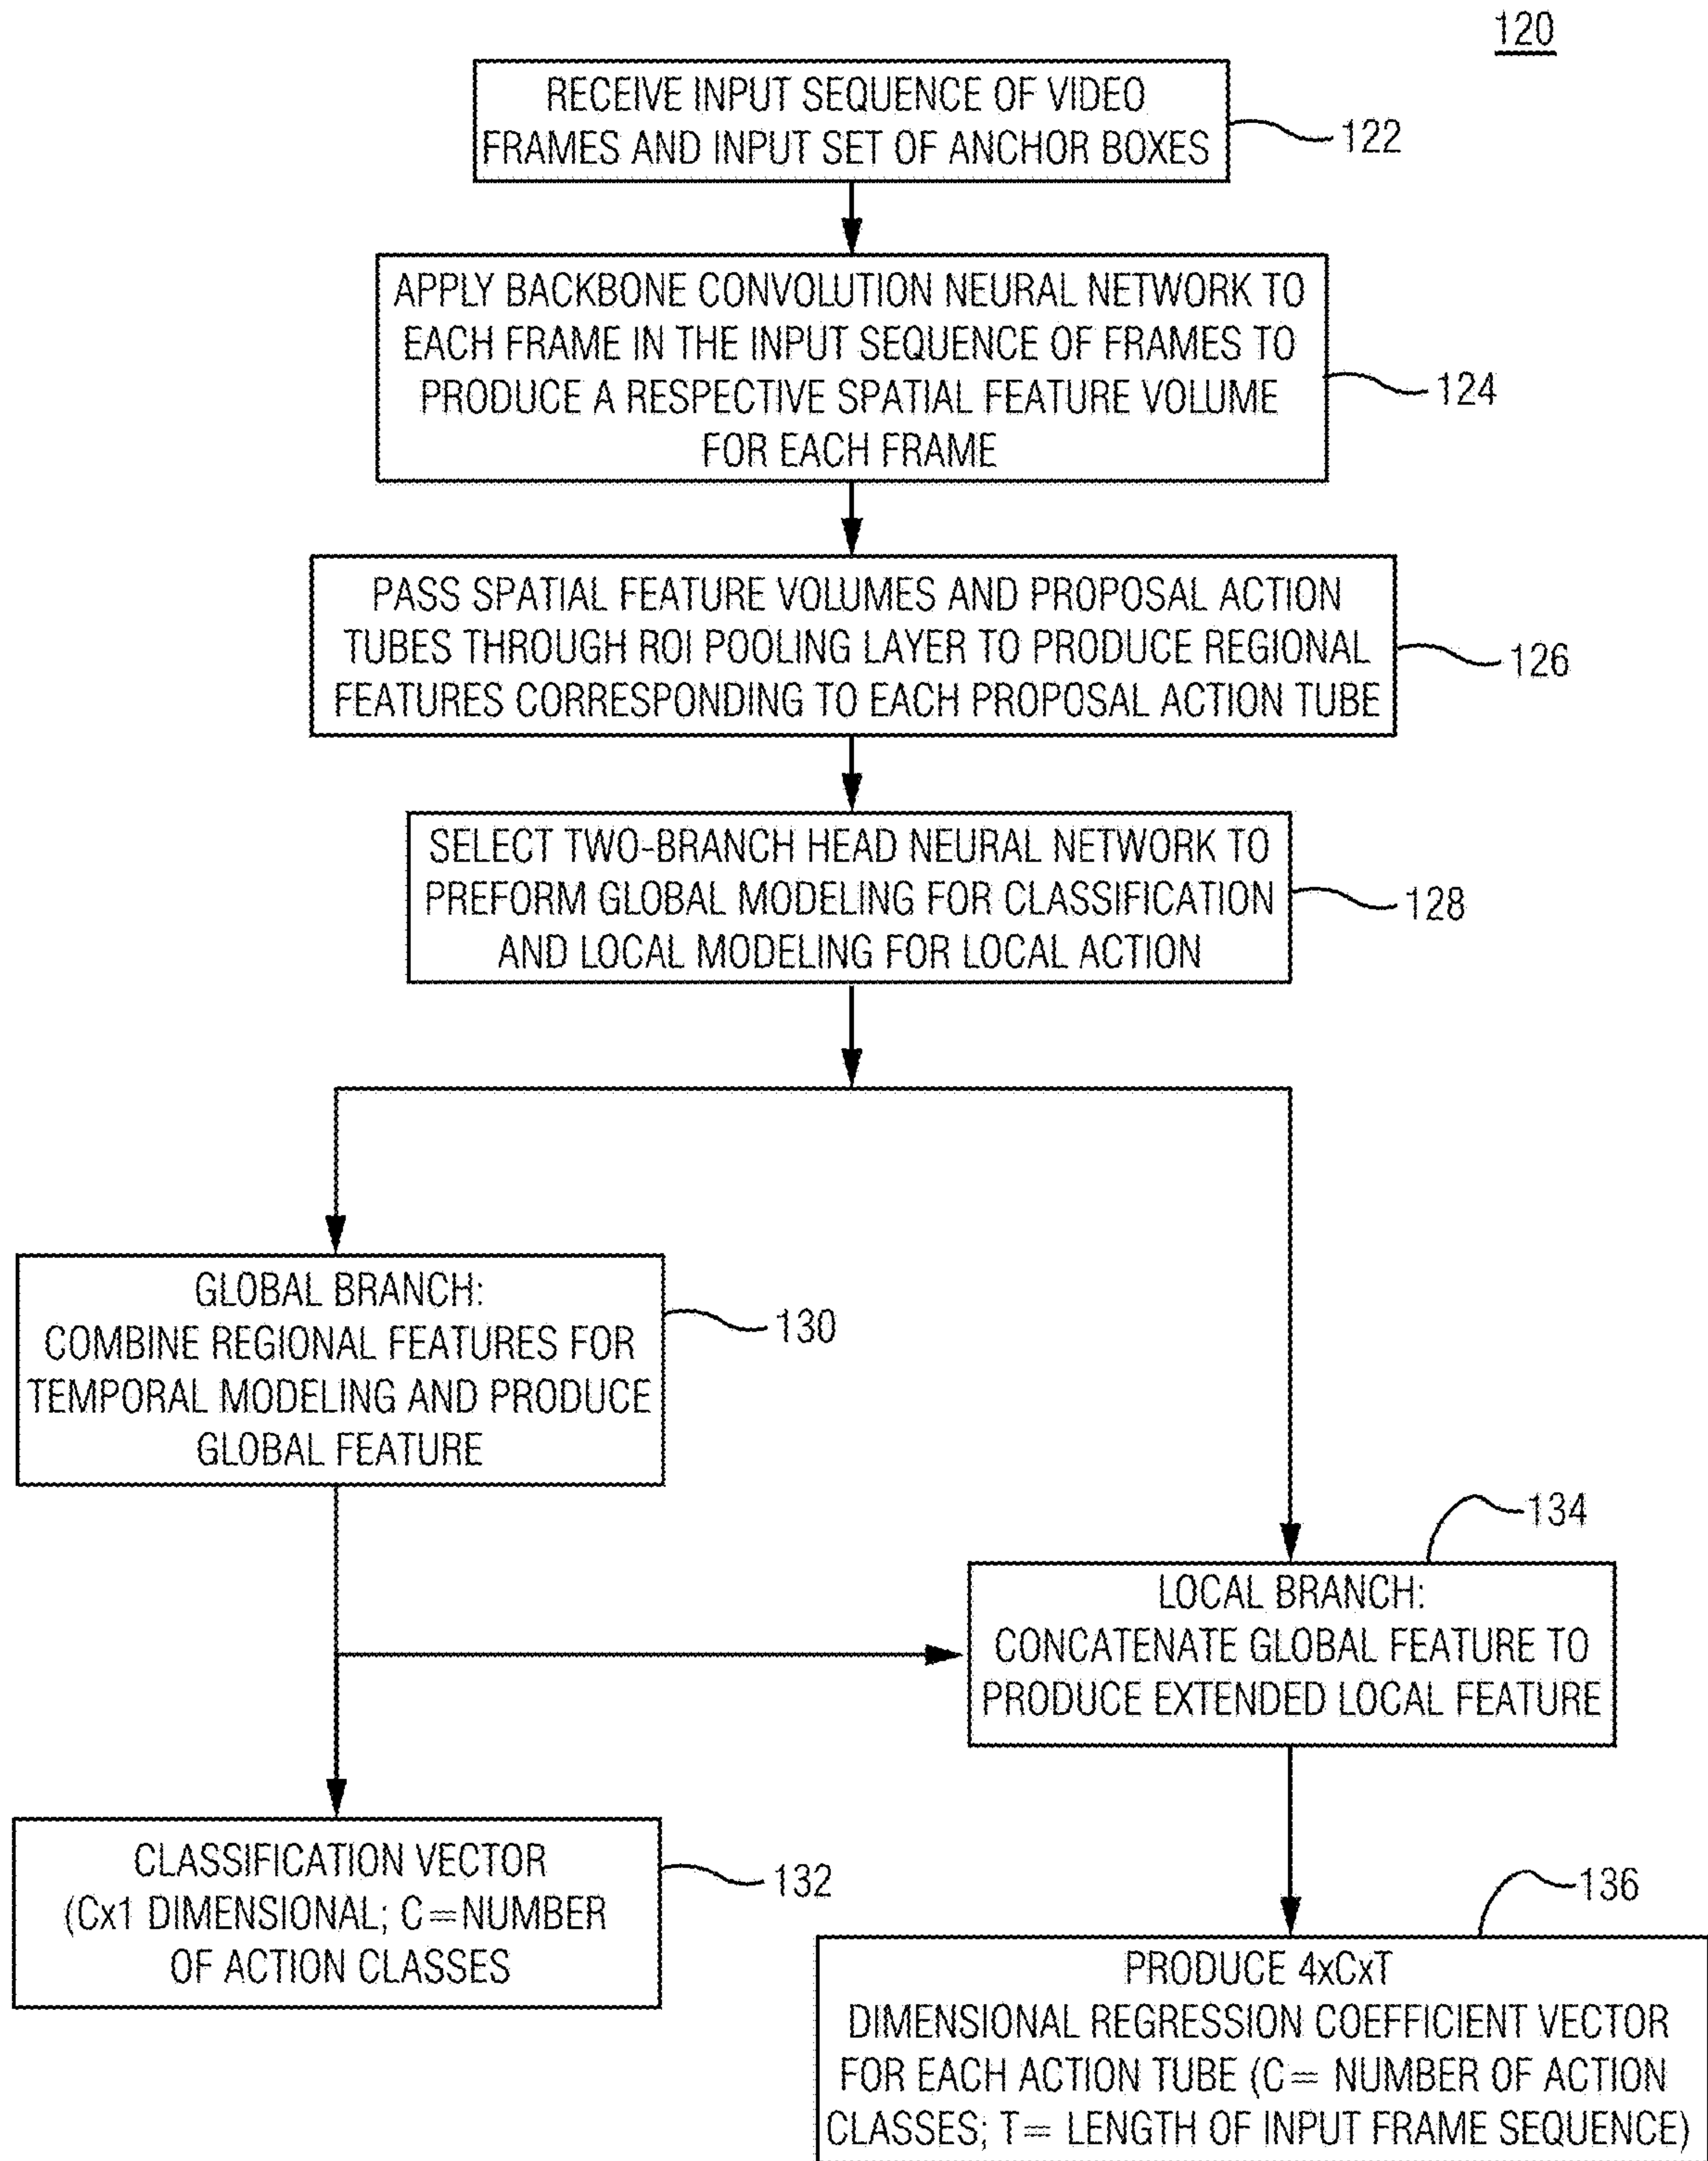 120
RECEIVE INPUT SEQUENCE OF VIDEO
FRAMES AND INPUT SET OF ANCHOR BOXES
122
APPLY BACKBONE CONVOLUTION NEURAL NETWORK TO
EACH FRAME IN THE INPUT SEQUENCE OF FRAMES TO
PRODUCE A RESPECTIVE SPATIAL FEATURE VOLUME
FOR EACH FRAME
124
PASS SPATIAL FEATURE VOLUMES AND PROPOSAL ACTION
TUBES THROUGH ROI POOLING LAYER TO PRODUCE REGIONAL
FEATURES CORRESPONDING TO EACH PROPOSAL ACTION TUBE
126
SELECT TWO-BRANCH HEAD NEURAL NETWORK TO
PREFORM GLOBAL MODELING FOR CLASSIFICATION
AND LOCAL MODELING FOR LOCAL ACTION
128
GLOBAL BRANCH:
COMBINE REGIONAL FEATURES FOR
TEMPORAL MODELING AND PRODUCE
GLOBAL FEATURE
130
134
LOCAL BRANCH:
CONCATENATE GLOBAL FEATURE TO
PRODUCE EXTENDED LOCAL FEATURE
CLASSIFICATION VECTOR
(Cx1 DIMENSIONAL; C=NUMBER
OF ACTION CLASSES
132
136
PRODUCE 4xCxT
DIMENSIONAL REGRESSION COEFFICIENT VECTOR
FOR EACH ACTION TUBE (C= NUMBER OF ACTION
CLASSES; T= LENGTH OF INPUT FRAME SEQUENCE)